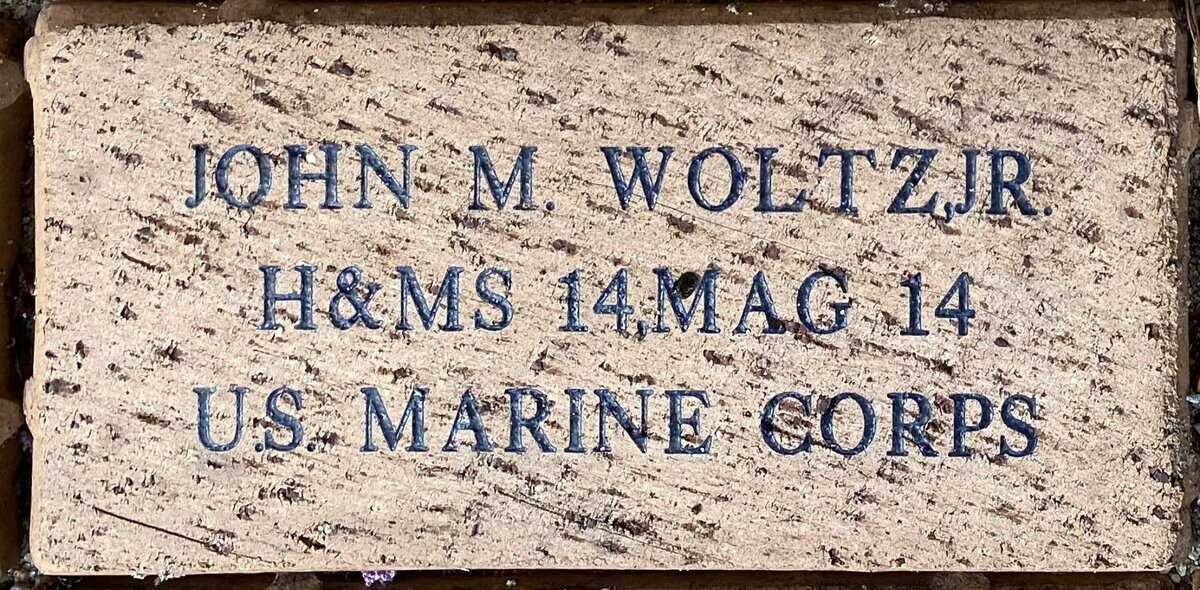 JOHN M. WOLTZ,JR.
H&MS 14,MAG 14
U.S. MARINE CORPS